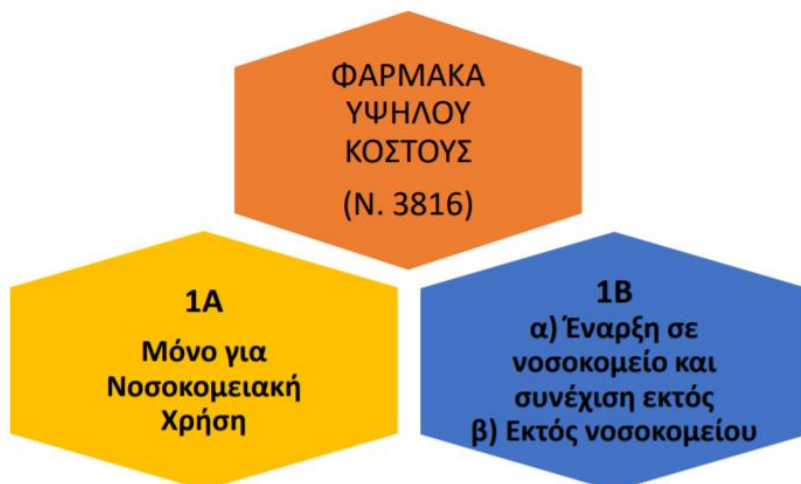 ΦΑΡΜΑΚΑ
ΥΨΗΛΟΥ
ΚΟΣΤΟΥΣ
(Ν. 3816)
1Α
Μόνο για
Νοσοκομειακή
Χρήση
1Β
α) Έναρξη σε
νοσοκομείο και
συνέχιση εκτός
β) Εκτός νοσοκομείου